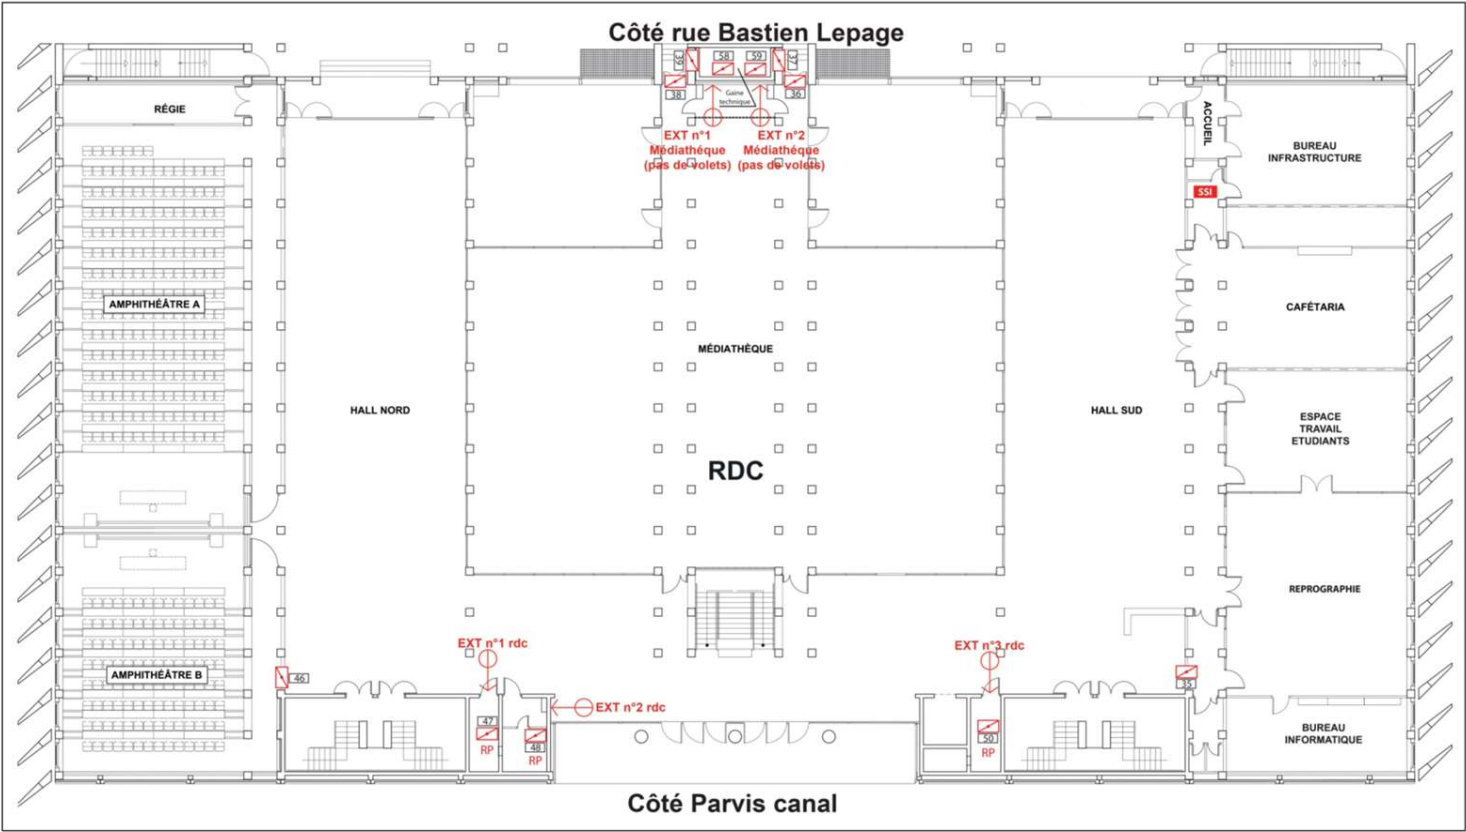 Côté rue Bastien Lepage
39
58
59
37
38
Gaine
technique
36
EXT n°1
Médiathéque
(pas de volets)
EXT n°2
Médiathéque
(pas de volets)
RÉGIE
ACCUEIL
BUREAU
INFRASTRUCTURE
SSI
AMPHITHÉÂTRE A
CAFÉTARIA
MÉDIATHÈQUE
HALL NORD
HALL SUD
ESPACE
TRAVAIL
ETUDIANTS
RDC
REPROGRAPHIE
EXT n°1 rdc
EXT n°3 rdc
AMPHITHÉÂTRE B
46
35
EXT n°2 rdc
47
RP
48
RP
50
RP
BUREAU
INFORMATIQUE
Côté Parvis canal